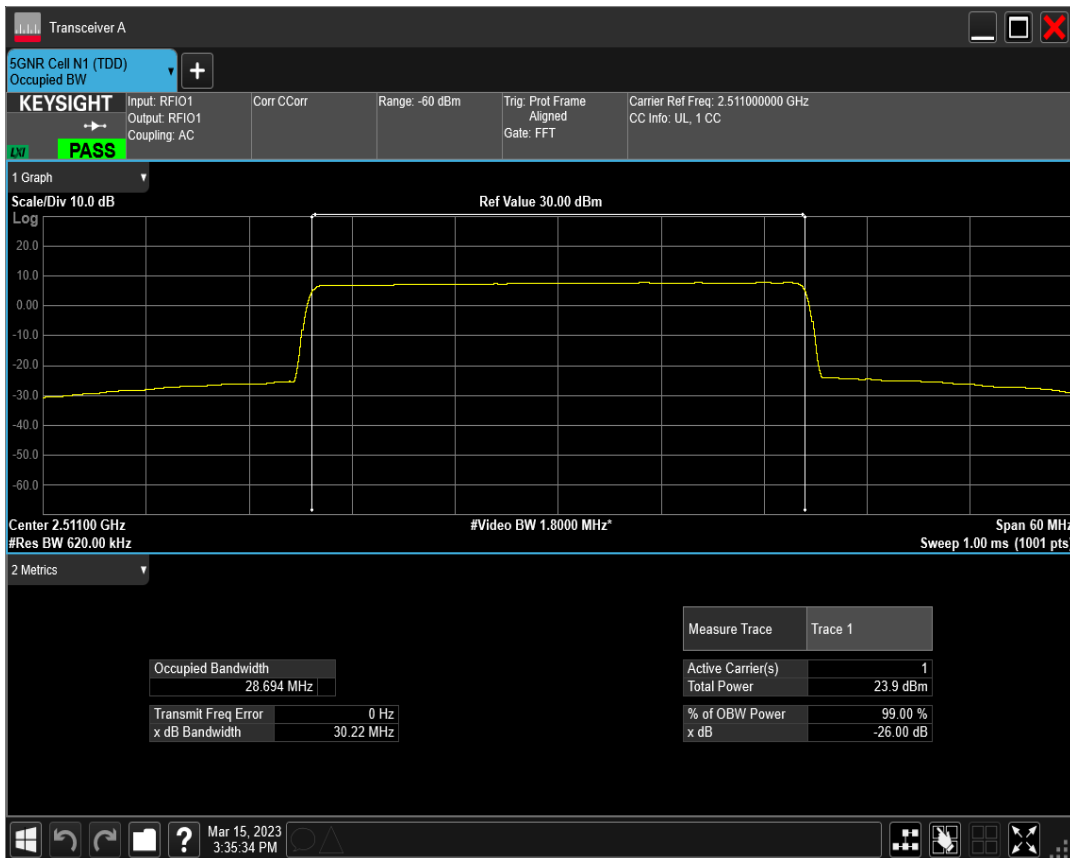 Transceiver A
5GNR Cell N1 (TDD)
Occupied BW
+
KEYSIGHT
LXI
PASS
Input: RFIO1
Output: RFIO1
Coupling: AC
Corr CCorr
Range: -60 dBm
Trig: Prot Frame
Aligned
Gate: FFT
Carrier Ref Freq: 2.511000000 GHz
CC Info: UL, 1 CC
1 Graph
Scale/Div 10.0 dB
Ref Value 30.00 dBm
Log
20.0
10.0
0.00
-10.0
-20.0
-30.0
-40.0
-50.0
-60.0
Center 2.51100 GHz
#Video BW 1.8000 MHz*
Span 60 MHz
#Res BW 620.00 kHz
Sweep 1.00 ms (1001 pts)
2 Metrics
Measure Trace Trace 1
Occupied Bandwidth
28.694 MHz
Active Carrier(s) 1
Total Power 23.9 dBm
Transmit Freq Error 0 Hz
x dB Bandwidth 30.22 MHz
% of OBW Power 99.00 %
x dB -26.00 dB
?
Mar 15, 2023
3:35:34 PM